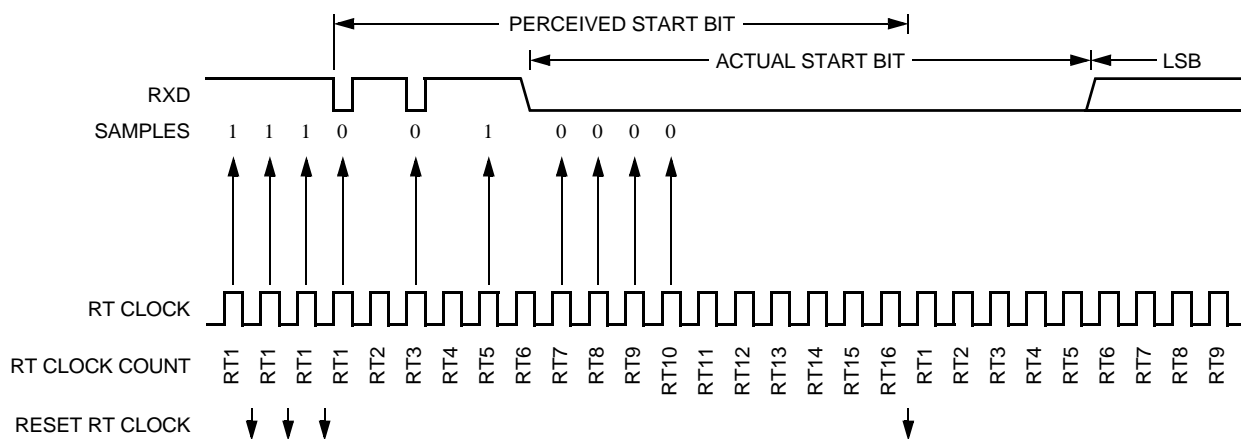 PERCEIVED START BIT
ACTUAL START BIT LSB
RXD
SAMPLES 1 1 1 0 0 1 0 0 0 0
RT CLOCK
RT CLOCK COUNT RT1 RT1 RT1 RT1 RT2 RT3 RT4 RT5 RT6 RT7 RT8 RT9 RT10 RT11 RT12 RT13 RT14 RT15 RT16 RT1 RT2 RT3 RT4 RT5 RT6 RT7 RT8 RT9
RESET RT CLOCK